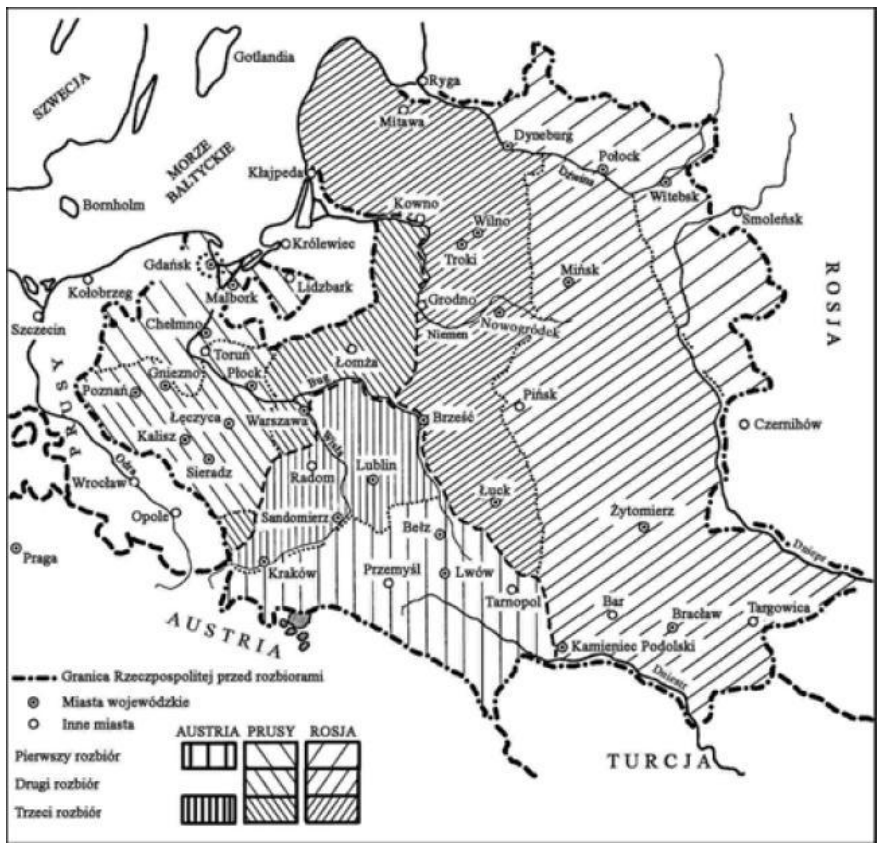 Gotlandia
SZWECJA
Ryga
Mitawa
MORZE
BAŁTYCKIE
Dyneburg
Połock
Dźwina
Witebsk
Kłajpeda
Bornholm
Kowno
Wilno
Smoleńsk
Troki
Królewiec
Gdańsk
Lidzbark
Mińsk
Kołobrzeg
Malbork
Grodno
ROSJA
Szczecin
Chełmno
Nowogródek
Niemen
Toruń
Łomża
PRUSY
Gniezno
Płock
Bug
Poznań
Pińsk
Łęczyca
Warszawa
Brześć
Czernihów
Kalisz
Wisła
Odra
Sieradz
Radom
Lublin
Wrocław
Łuck
Opole
Sandomierz
Żytomierz
Bełz
Praga
Dniepr
Kraków
Przemyśl
Lwów
Tarnopol
Bar
Bracław
Targowica
AUSTRIA
Kamieniec Podolski
Dniestr
Granica Rzeczpospolitej przed rozbiorami
Miasta wojewódzkie
Inne miasta
AUSTRIA PRUSY ROSJA
Pierwszy rozbiór
TURCJA
Drugi rozbiór
Trzeci rozbiór